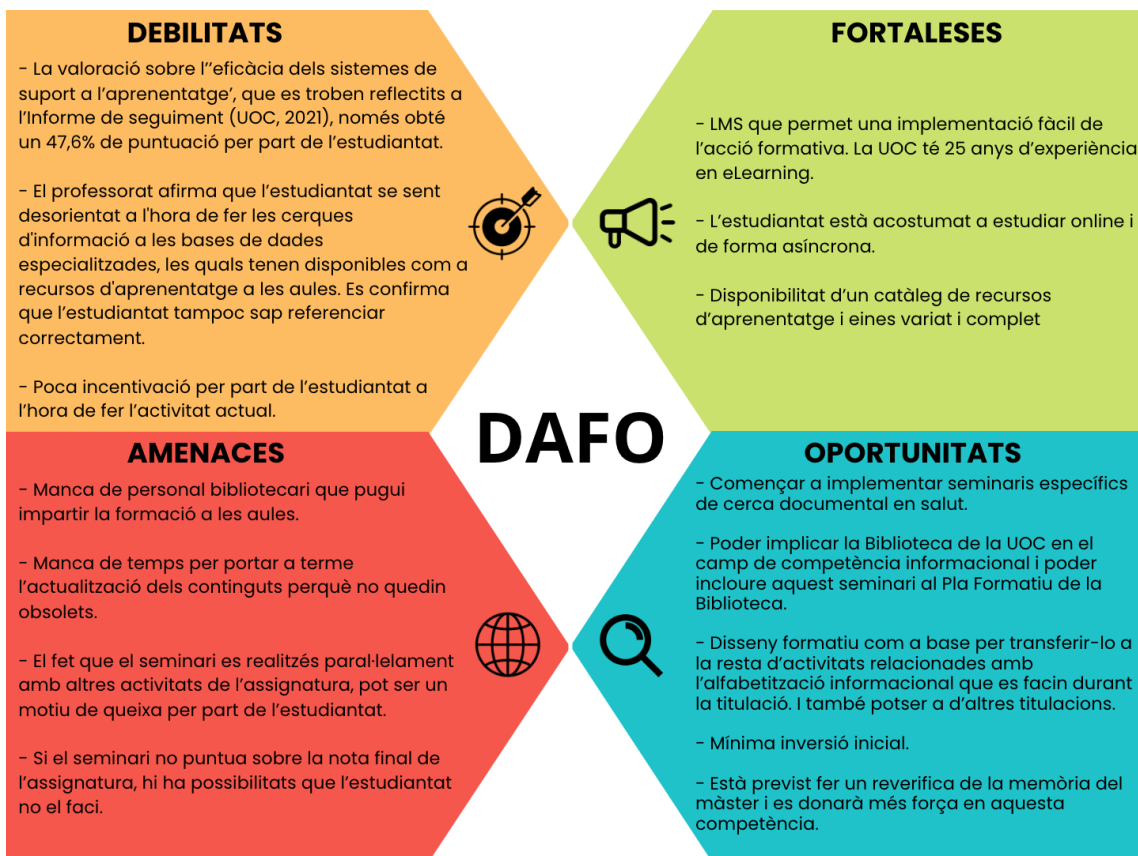 DEBILITATS
- La valoració sobre l''eficàcia dels sistemes de
suport a l'aprenentatge', que es troben reflectits a
l'Informe de seguiment (UOC, 2021), només obté
un 47,6% de puntuació per part de l'estudiantat.
- El professorat afirma que l'estudiantat se sent
desorientat a l'hora de fer les cerques
d'informació a les bases de dades
especialitzades, les quals tenen disponibles com a
recursos d'aprenentatge a les aules. Es confirma
que l'estudiantat tampoc sap referenciar
correctament.
- Poca incentivació per part de l'estudiantat a
l'hora de fer l'activitat actual.
FORTALESES
- LMS que permet una implementació fàcil de
l'acció formativa. La UOC té 25 anys d'experiència
en eLearning.
- L'estudiantat està acostumat a estudiar online i
de forma asíncrona.
- Disponibilitat d'un catàleg de recursos
d'aprenentatge i eines variat i complet
DAFO
AMENACES
- Manca de personal bibliotecari que pugui
impartir la formació a les aules.
- Manca de temps per portar a terme
l'actualització dels continguts perquè no quedin
obsolets.
- El fet que el seminari es realitzés paral·lelament
amb altres activitats de l'assignatura, pot ser un
motiu de queixa per part de l'estudiantat.
- Si el seminari no puntua sobre la nota final de
l'assignatura, hi ha possibilitats que l'estudiantat
no el faci.
OPORTUNITATS
- Començar a implementar seminaris específics
de cerca documental en salut.
- Poder implicar la Biblioteca de la UOC en el
camp de competència informacional i poder
incloure aquest seminari al Pla Formatiu de la
Biblioteca.
- Disseny formatiu com a base per transferir-lo a
la resta d'activitats relacionades amb
l'alfabetització informacional que es facin durant
la titulació. I també potser a d'altres titulacions.
- Mínima inversió inicial.
- Està previst fer un reverifica de la memòria del
màster i es donarà més força en aquesta
competència.